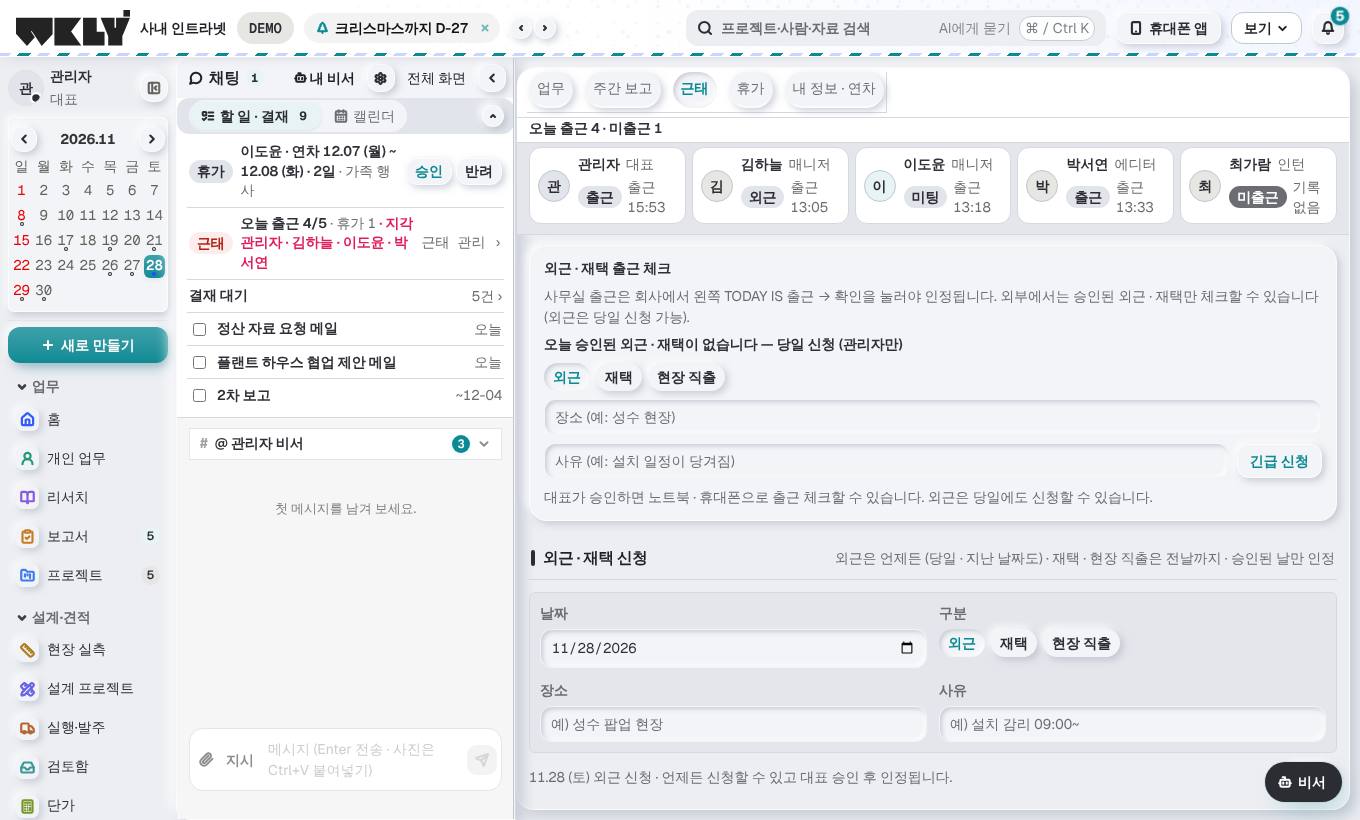 WKLY 사내 인트라넷 DEMO 크리스마스까지 D-27 × ‹ › 프로젝트·사람·자료 검색 AI에게 묻기 ⌘ / Ctrl K 휴대폰 앱 보기 5
관 관리자
대표
2026.11
일 월 화 수 목 금 토
1 2 3 4 5 6 7
8 9 10 11 12 13 14
15 16 17 18 19 20 21
22 23 24 25 26 27 28
29 30
+ 새로 만들기
업무
홈
개인 업무
리서치
보고서 5
프로젝트 5
설계·견적
현장 실측
설계 프로젝트
실행·발주
검토함
단가
채팅 1 내 비서 전체 화면
할 일 · 결재 9 캘린더
휴가 이도윤 · 연차 12.07 (월) ~
12.08 (화) · 2일 · 가족 행
사
승인 반려
근태 오늘 출근 4/5 · 휴가 1 · 지각
관리자 · 김하늘 · 이도윤 · 박
서연
근태 관리 ›
결재 대기 5건 ›
정산 자료 요청 메일 오늘
플랜트 하우스 협업 제안 메일 오늘
2차 보고 ~12-04
# @ 관리자 비서 3
첫 메시지를 남겨 보세요.
지시 메시지 (Enter 전송 · 사진은
Ctrl+V 붙여넣기)
업무 주간 보고 근태 휴가 내 정보 · 연차
오늘 출근 4 · 미출근 1
관 관리자 대표
출근 출근
15:53
김 김하늘 매니저
외근 출근
13:05
이 이도윤 매니저
미팅 출근
13:18
박 박서연 에디터
출근 출근
13:33
최 최가람 인턴
미출근 기록
없음
외근 · 재택 출근 체크
사무실 출근은 회사에서 왼쪽 TODAY IS 출근 → 확인을 눌러야 인정됩니다. 외부에서는 승인된 외근 · 재택만 체크할 수 있습니다
(외근은 당일 신청 가능).
오늘 승인된 외근 · 재택이 없습니다 — 당일 신청 (관리자만)
외근 재택 현장 직출
장소 (예: 성수 현장)
사유 (예: 설치 일정이 당겨짐) 긴급 신청
대표가 승인하면 노트북 · 휴대폰으로 출근 체크할 수 있습니다. 외근은 당일에도 신청할 수 있습니다.
외근 · 재택 신청 외근은 언제든 (당일 · 지난 날짜도) · 재택 · 현장 직출은 전날까지 · 승인된 날만 인정
날짜 구분
11/28/2026 외근 재택 현장 직출
장소 사유
예) 성수 팝업 현장 예) 설치 감리 09:00~
11.28 (토) 외근 신청 · 언제든 신청할 수 있고 대표 승인 후 인정됩니다.
비서